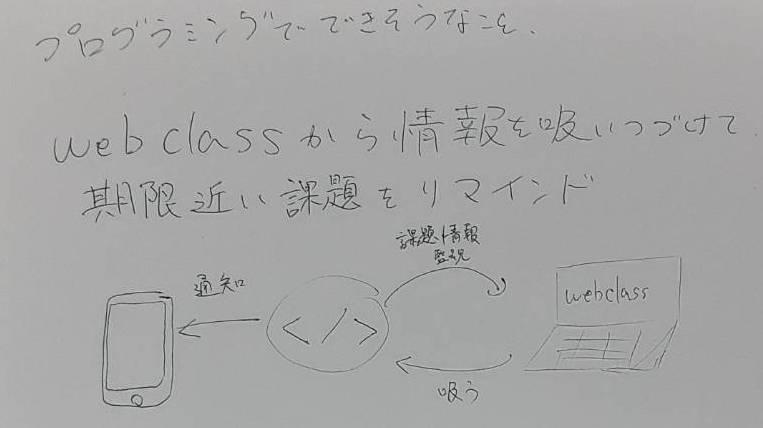 プログラミングでできそうなこと、
webclassから情報を吸いつづけて
期限近い課題をリマインド
課題情報
監視
通知
</>
webclass
吸う